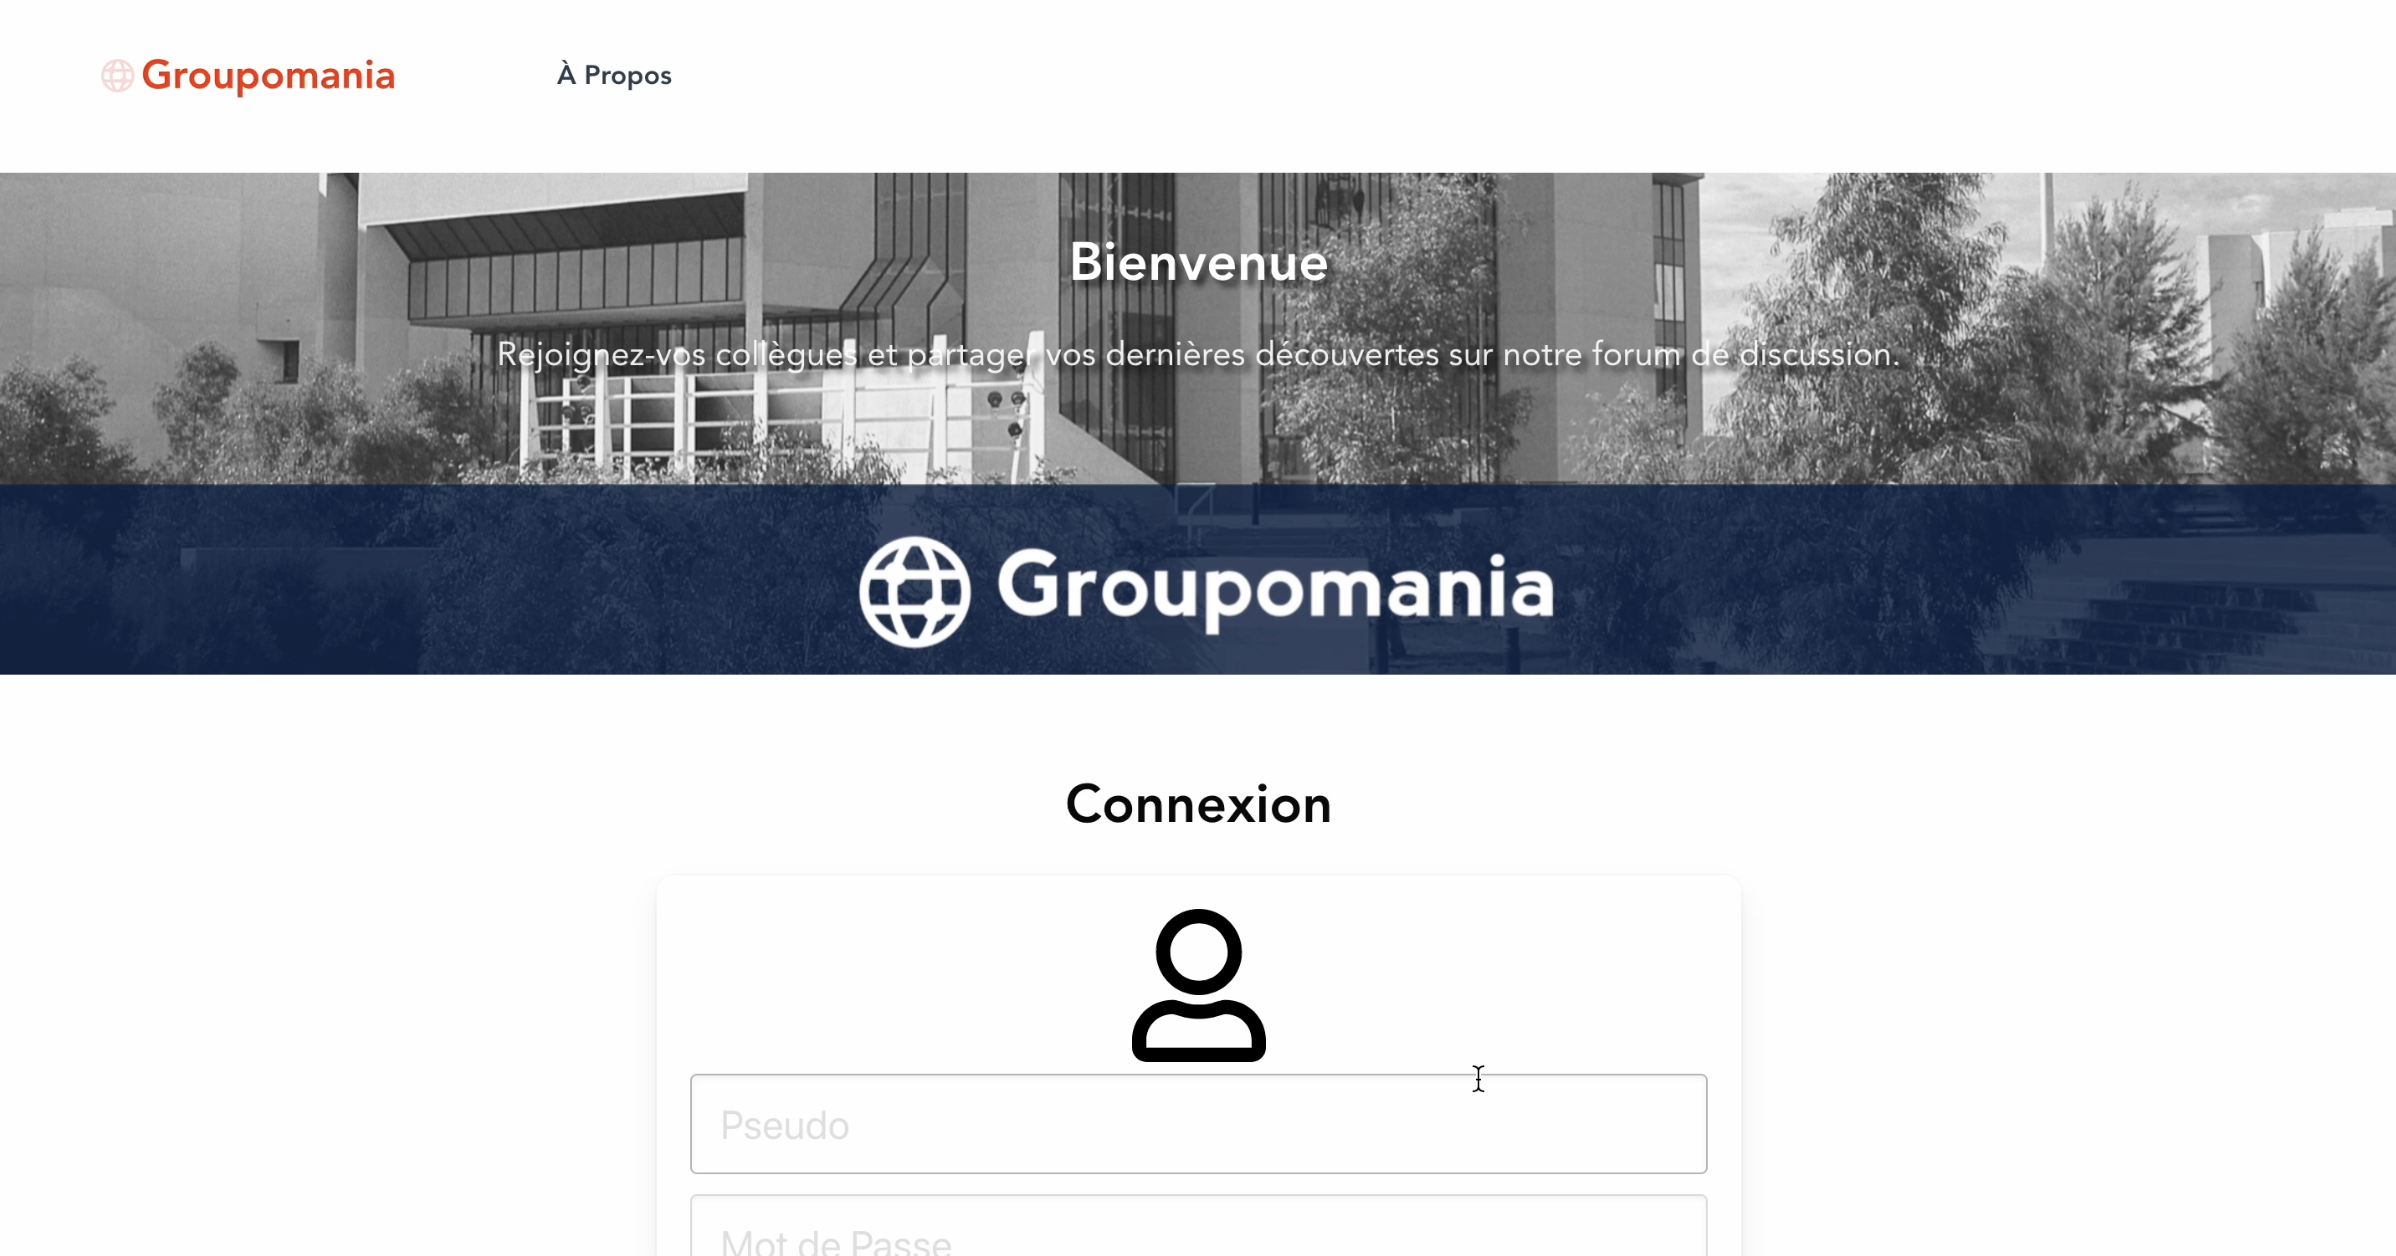 Groupomania
À Propos
Bienvenue
Rejoignez-vos collègues et partager vos dernières découvertes sur notre forum de discussion.
Groupomania
Connexion
Pseudo
Mot de Passe